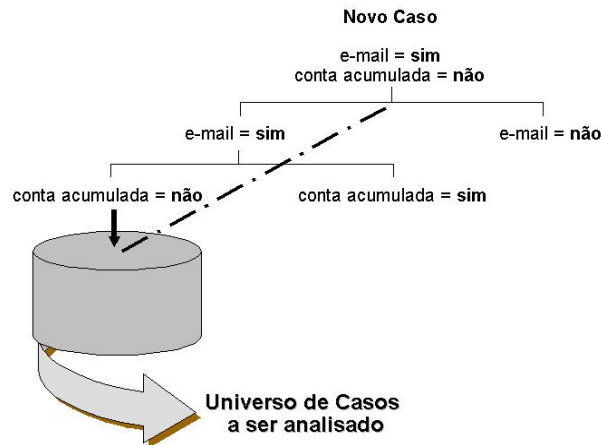 Novo Caso
e-mail = sim
conta acumulada = não
e-mail = sim
e-mail = não
conta acumulada = não
conta acumulada = sim
Universo de Casos
a ser analisado